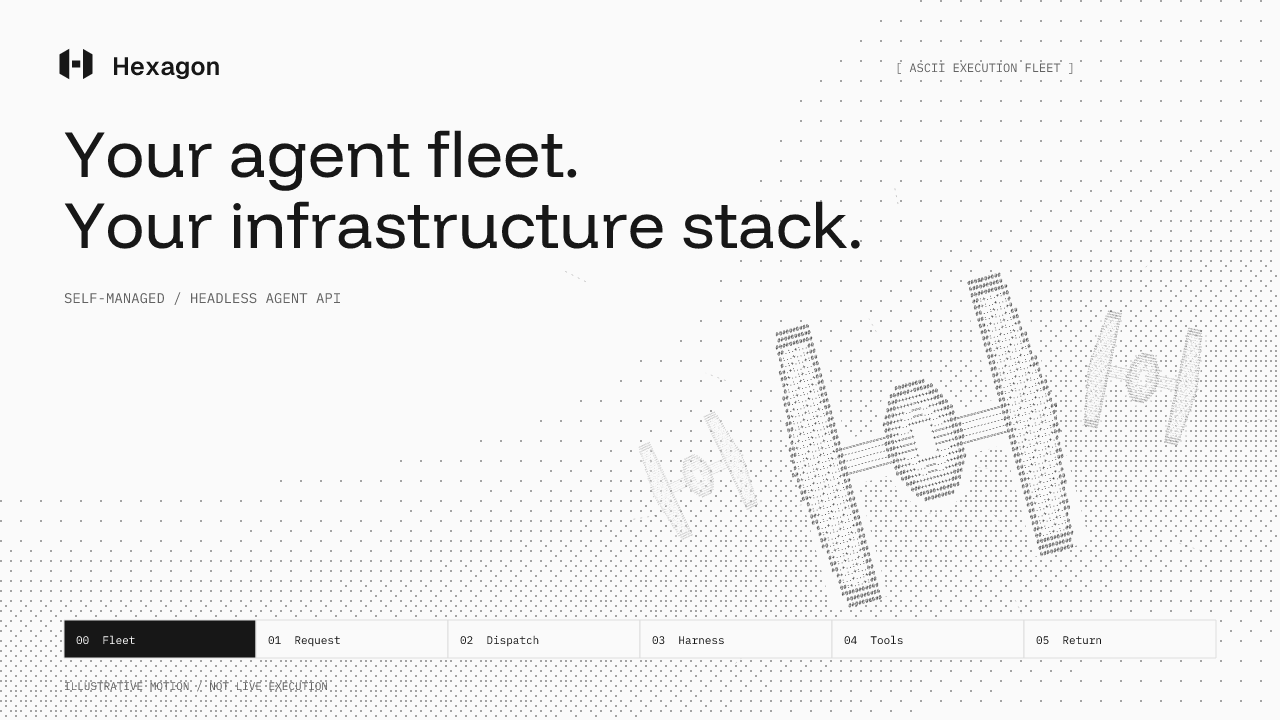 Hexagon
[ ASCII EXECUTION FLEET ]
Your agent fleet.
Your infrastructure stack.
SELF-MANAGED / HEADLESS AGENT API
00 Fleet
01 Request
02 Dispatch
03 Harness
04 Tools
05 Return
ILLUSTRATIVE MOTION / NOT LIVE EXECUTION